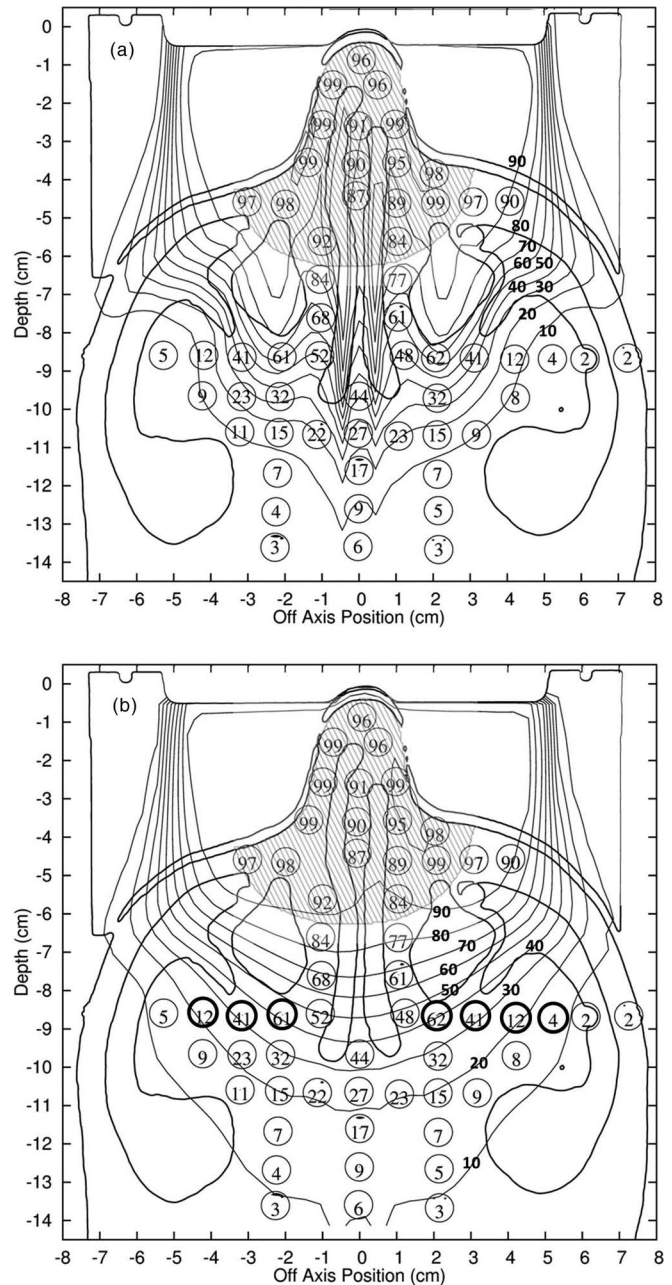 0
(a)
96
-1
99 96
-2
99 91 99
-3
99 90 95 98 90
-4
97 98 87 89 99 97 90
-5
80
92 84 70
-6
60 50
84 77 40 30
-7
68 61 20
-8
10
5 12 41 61 52 48 62 41 12 4 2 2
-9
9 23 32 44 32 8
-10
11 15 22 27 23 15 9
-11
7 17 7
-12
4 9 5
-13
3 6 3
-14
Depth (cm)
-8 -7 -6 -5 -4 -3 -2 -1 0 1 2 3 4 5 6 7 8
Off Axis Position (cm)
0
(b)
96
-1
99 96
-2
99 91 99
-3
99 90 95 98
-4
97 98 87 89 99 97 90
-5
92 84 90
-6
84 77 80 70 40
-7
68 61 60
50 30
-8
5 12 41 61 52 48 62 41 12 4 2 2
-9
9 23 32 44 32 20 8
-10
11 15 22 27 23 15 9
-11
7 17 7
-12
4 9 5 10
-13
3 6 3
-14
Depth (cm)
-8 -7 -6 -5 -4 -3 -2 -1 0 1 2 3 4 5 6 7 8
Off Axis Position (cm)